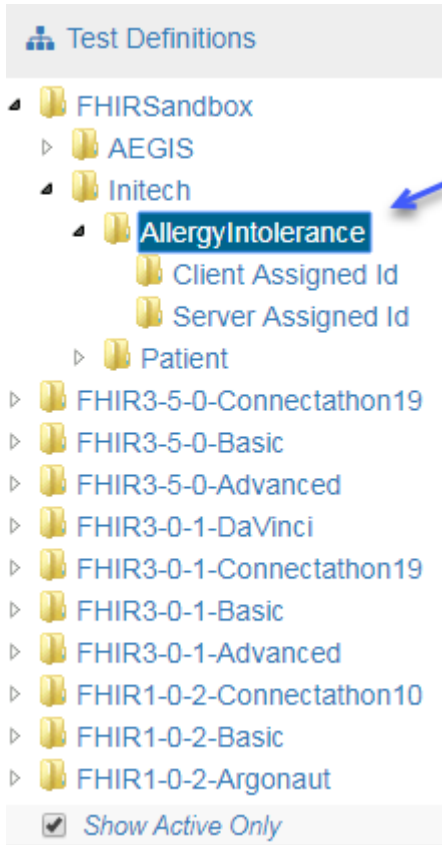 Test Definitions
FHIRSandbox
AEGIS
Initech
AllergyIntolerance
Client Assigned Id
Server Assigned Id
Patient
FHIR3-5-0-Connectathon19
FHIR3-5-0-Basic
FHIR3-5-0-Advanced
FHIR3-0-1-DaVinci
FHIR3-0-1-Connectathon19
FHIR3-0-1-Basic
FHIR3-0-1-Advanced
FHIR1-0-2-Connectathon10
FHIR1-0-2-Basic
FHIR1-0-2-Argonaut
Show Active Only